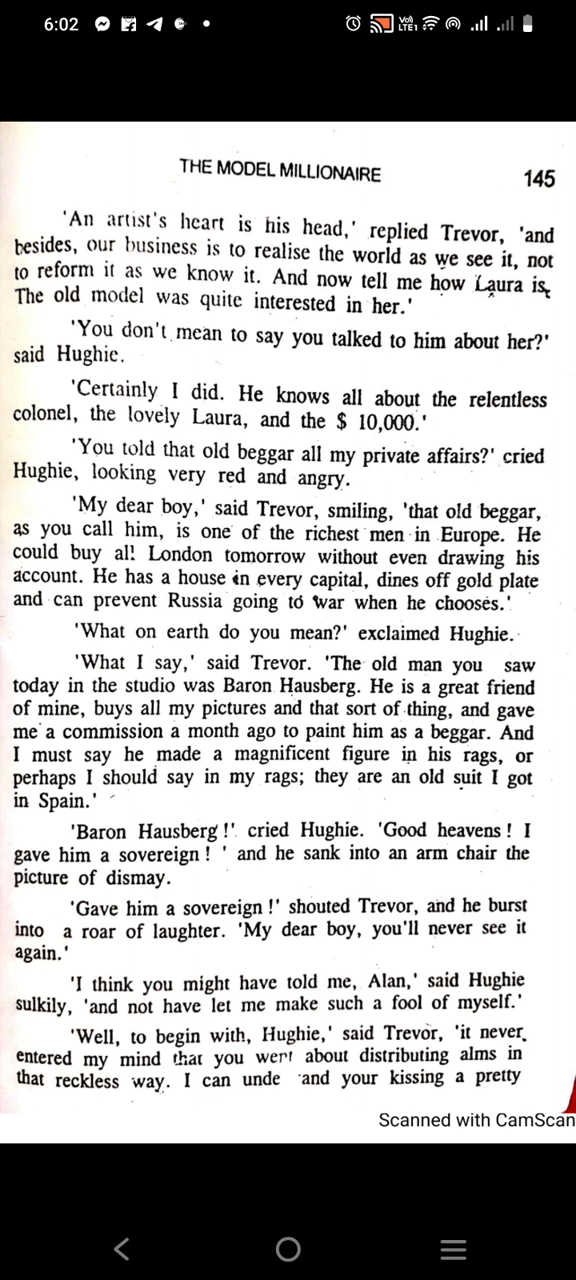 6:02
Vo)
LTE1
THE MODEL MILLIONAIRE
145
'An artist's heart is his head,' replied Trevor, 'and
besides, our business is to realise the world as we see it, not
to reform it as we know it. And now tell me how Laura is.
The old model was quite interested in her.'
'You don't mean to say you talked to him about her?'
said Hughie.
'Certainly I did. He knows all about the relentless
colonel, the lovely Laura, and the $ 10,000.'
'You told that old beggar all my private affairs?' cried
Hughie, looking very red and angry.
'My dear boy,' said Trevor, smiling, 'that old beggar,
as you call him, is one of the richest men in Europe. He
could buy all London tomorrow without even drawing his
account. He has a house in every capital, dines off gold plate
and can prevent Russia going to war when he chooses.'
'What on earth do you mean?' exclaimed Hughie.
'What I say,' said Trevor. 'The old man you saw
today in the studio was Baron Hausberg. He is a great friend
of mine, buys all my pictures and that sort of thing, and gave
me a commission a month ago to paint him as a beggar. And
I must say he made a magnificent figure in his rags, or
perhaps I should say in my rags; they are an old suit I got
in Spain.'
'Baron Hausberg !' cried Hughie. 'Good heavens ! I
gave him a sovereign ! ' and he sank into an arm chair the
picture of dismay.
'Gave him a sovereign !' shouted Trevor, and he burst
into a roar of laughter. 'My dear boy, you'll never see it
again.'
'I think you might have told me, Alan,' said Hughie
sulkily, 'and not have let me make such a fool of myself.'
'Well, to begin with, Hughie,' said Trevor, 'it never
entered my mind that you went about distributing alms in
that reckless way. I can unde and your kissing a pretty
Scanned with CamScan